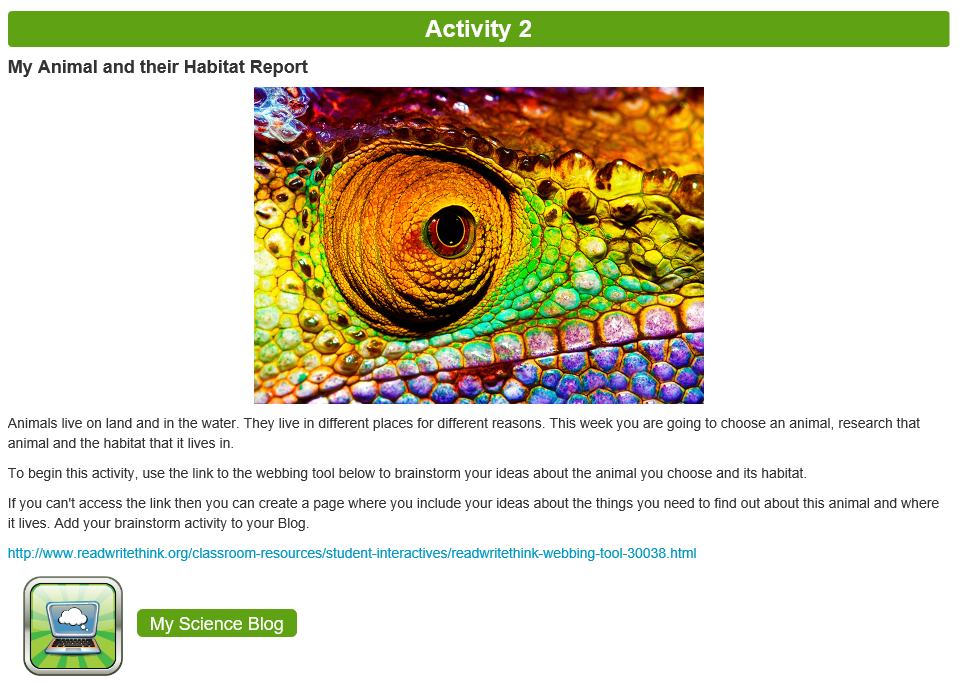 Activity 2
My Animal and their Habitat Report
Animals live on land and in the water. They live in different places for different reasons. This week you are going to choose an animal, research that
animal and the habitat that it lives in.
To begin this activity, use the link to the webbing tool below to brainstorm your ideas about the animal you choose and its habitat.
If you can't access the link then you can create a page where you include your ideas about the things you need to find out about this animal and where
it lives. Add your brainstorm activity to your Blog.
http://www.readwritethink.org/classroom-resources/student-interactives/readwritethink-webbing-tool-30038.html
My Science Blog